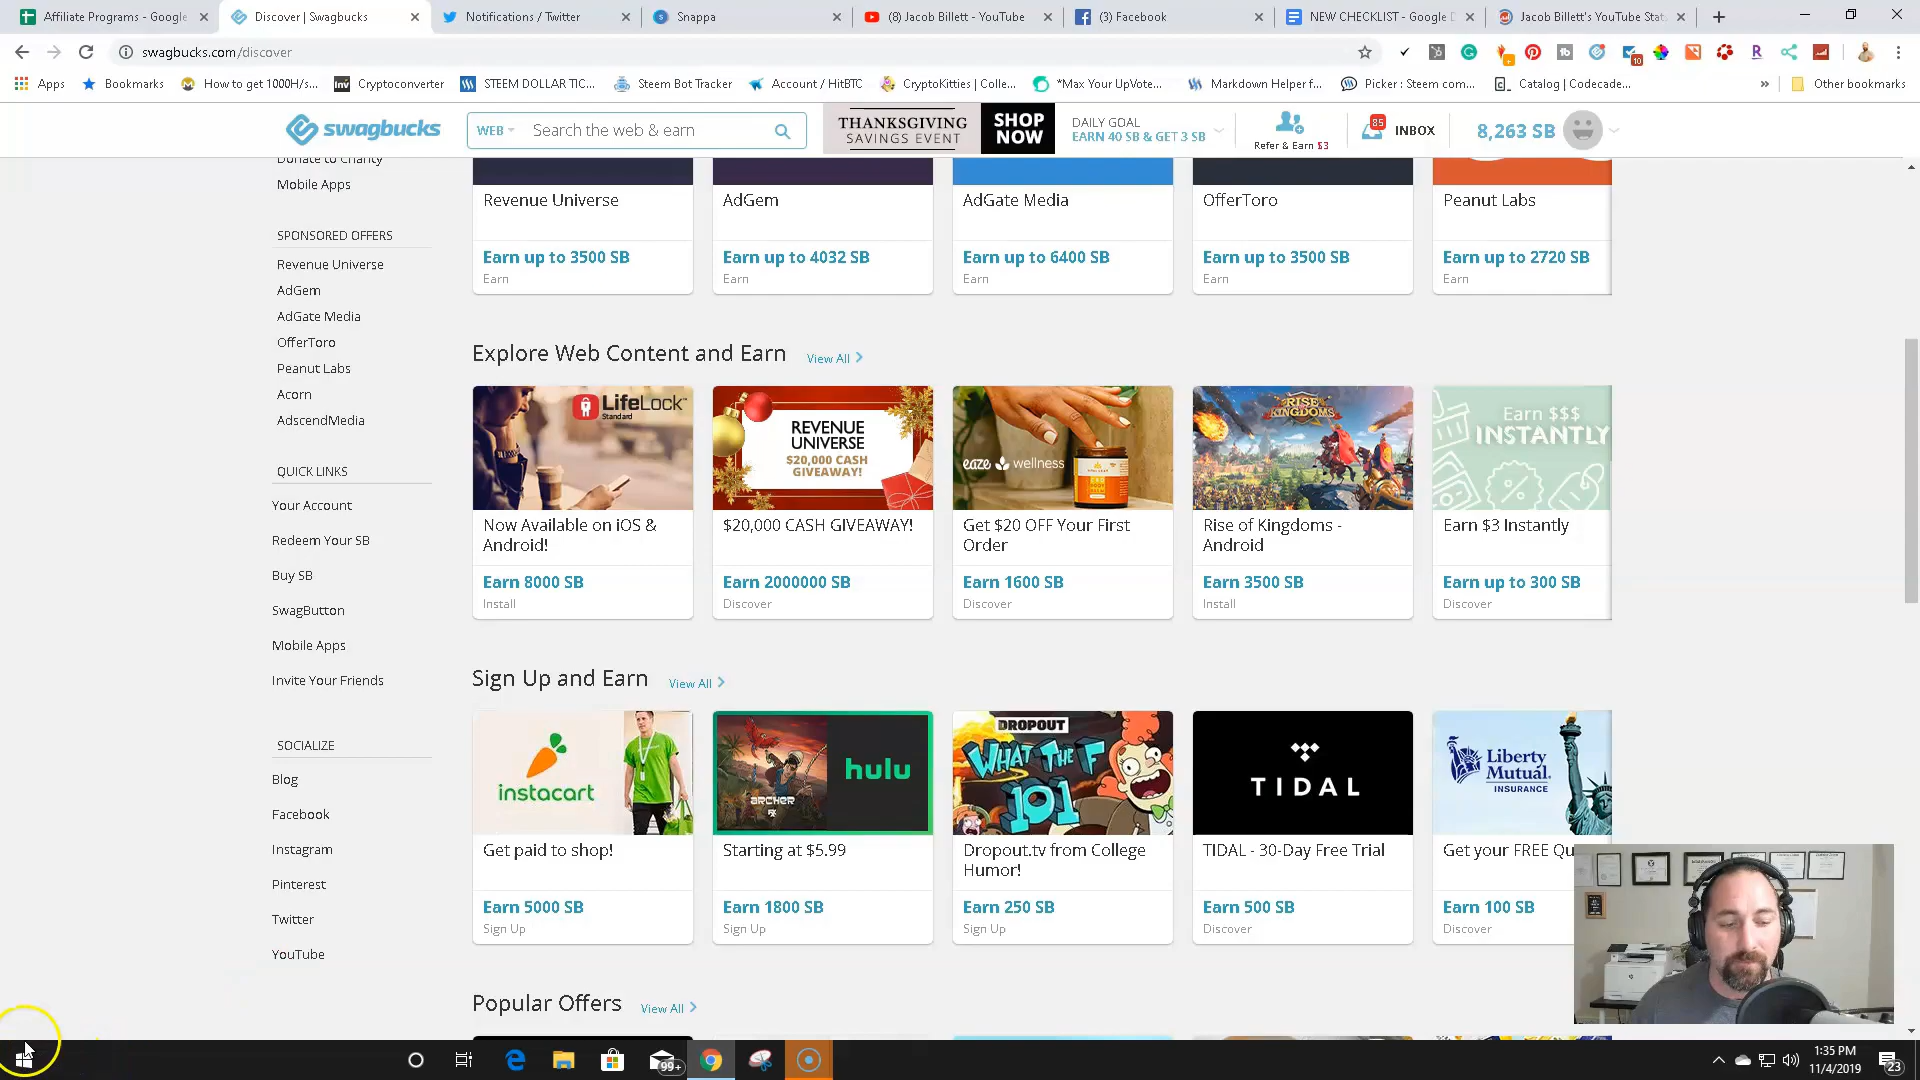 Affiliate Programs - Google
Discover | Swagbucks
Notifications / Twitter
Snappa
(8) Jacob Billett - YouTube
(3) Facebook
NEW CHECKLIST - Google D
Jacob Billett's YouTube Stat
swagbucks.com/discover
10
Apps
Bookmarks
How to get 1000H/s...
Cryptoconverter
STEEM DOLLAR TIC...
Steem Bot Tracker
Account / HitBTC
CryptoKitties | Colle...
*Max Your UpVote...
Markdown Helper f...
Picker : Steem com...
Catalog | Codecade...
»
Other bookmarks
swagbucks
WEB
Search the web & earn
THANKSGIVING
SAVINGS EVENT
SHOP
NOW
DAILY GOAL
EARN 40 SB & GET 3 SB
Refer & Earn $3
85
INBOX
8,263 SB
Donate to Charity
Mobile Apps
SPONSORED OFFERS
Revenue Universe
AdGem
AdGate Media
OfferToro
Peanut Labs
Acorn
AdscendMedia
QUICK LINKS
Your Account
Redeem Your SB
Buy SB
SwagButton
Mobile Apps
Invite Your Friends
SOCIALIZE
Blog
Facebook
Instagram
Pinterest
Twitter
YouTube
Revenue Universe
Earn up to 3500 SB
Earn
AdGem
Earn up to 4032 SB
Earn
AdGate Media
Earn up to 6400 SB
Earn
OfferToro
Earn up to 3500 SB
Earn
Peanut Labs
Earn up to 2720 SB
Earn
Explore Web Content and Earn
View All
LifeLock
Standard
Now Available on iOS &
Android!
Earn 8000 SB
Install
REVENUE
UNIVERSE
$20,000 CASH
GIVEAWAY!
$20,000 CASH GIVEAWAY!
Earn 2000000 SB
Discover
eaze wellness
Get $20 OFF Your First
Order
Earn 1600 SB
Discover
RISE OF
KINGDOMS
Rise of Kingdoms -
Android
Earn 3500 SB
Install
Earn $$$
INSTANTLY
Earn $3 Instantly
Earn up to 300 SB
Discover
Sign Up and Earn
View All
instacart
Get paid to shop!
Earn 5000 SB
Sign Up
ARCHER
FX
hulu
Starting at $5.99
Earn 1800 SB
Sign Up
DROPOUT
WHAT THE F
101
Dropout.tv from College
Humor!
Earn 250 SB
Sign Up
TIDAL
TIDAL - 30-Day Free Trial
Earn 500 SB
Discover
Liberty
Mutual.
INSURANCE
Get your FREE Qu
Earn 100 SB
Discover
Popular Offers
View All
99+
1:35 PM
11/4/2019
23